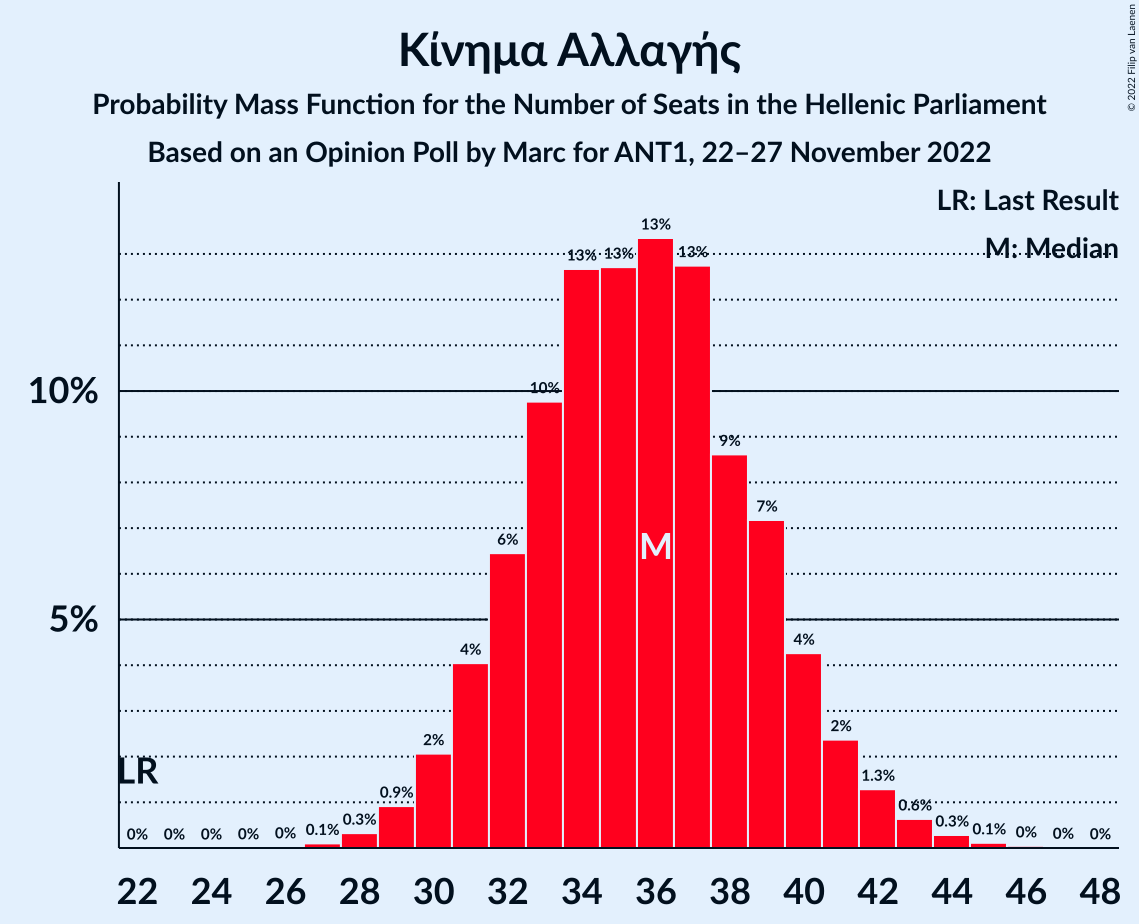 Κίνημα Αλλαγής
Probability Mass Function for the Number of Seats in the Hellenic Parliament
Based on an Opinion Poll by Marc for ANT1, 22–27 November 2022
© 2022 Filip van Laenen
LR: Last Result
M: Median
10%
5%
LR
M
0% 0% 0% 0% 0% 0.1% 0.3% 0.9% 2% 4% 6% 10% 13% 13% 13% 13% 9% 7% 4% 2% 1.3% 0.6% 0.3% 0.1% 0% 0% 0%
22 24 26 28 30 32 34 36 38 40 42 44 46 48